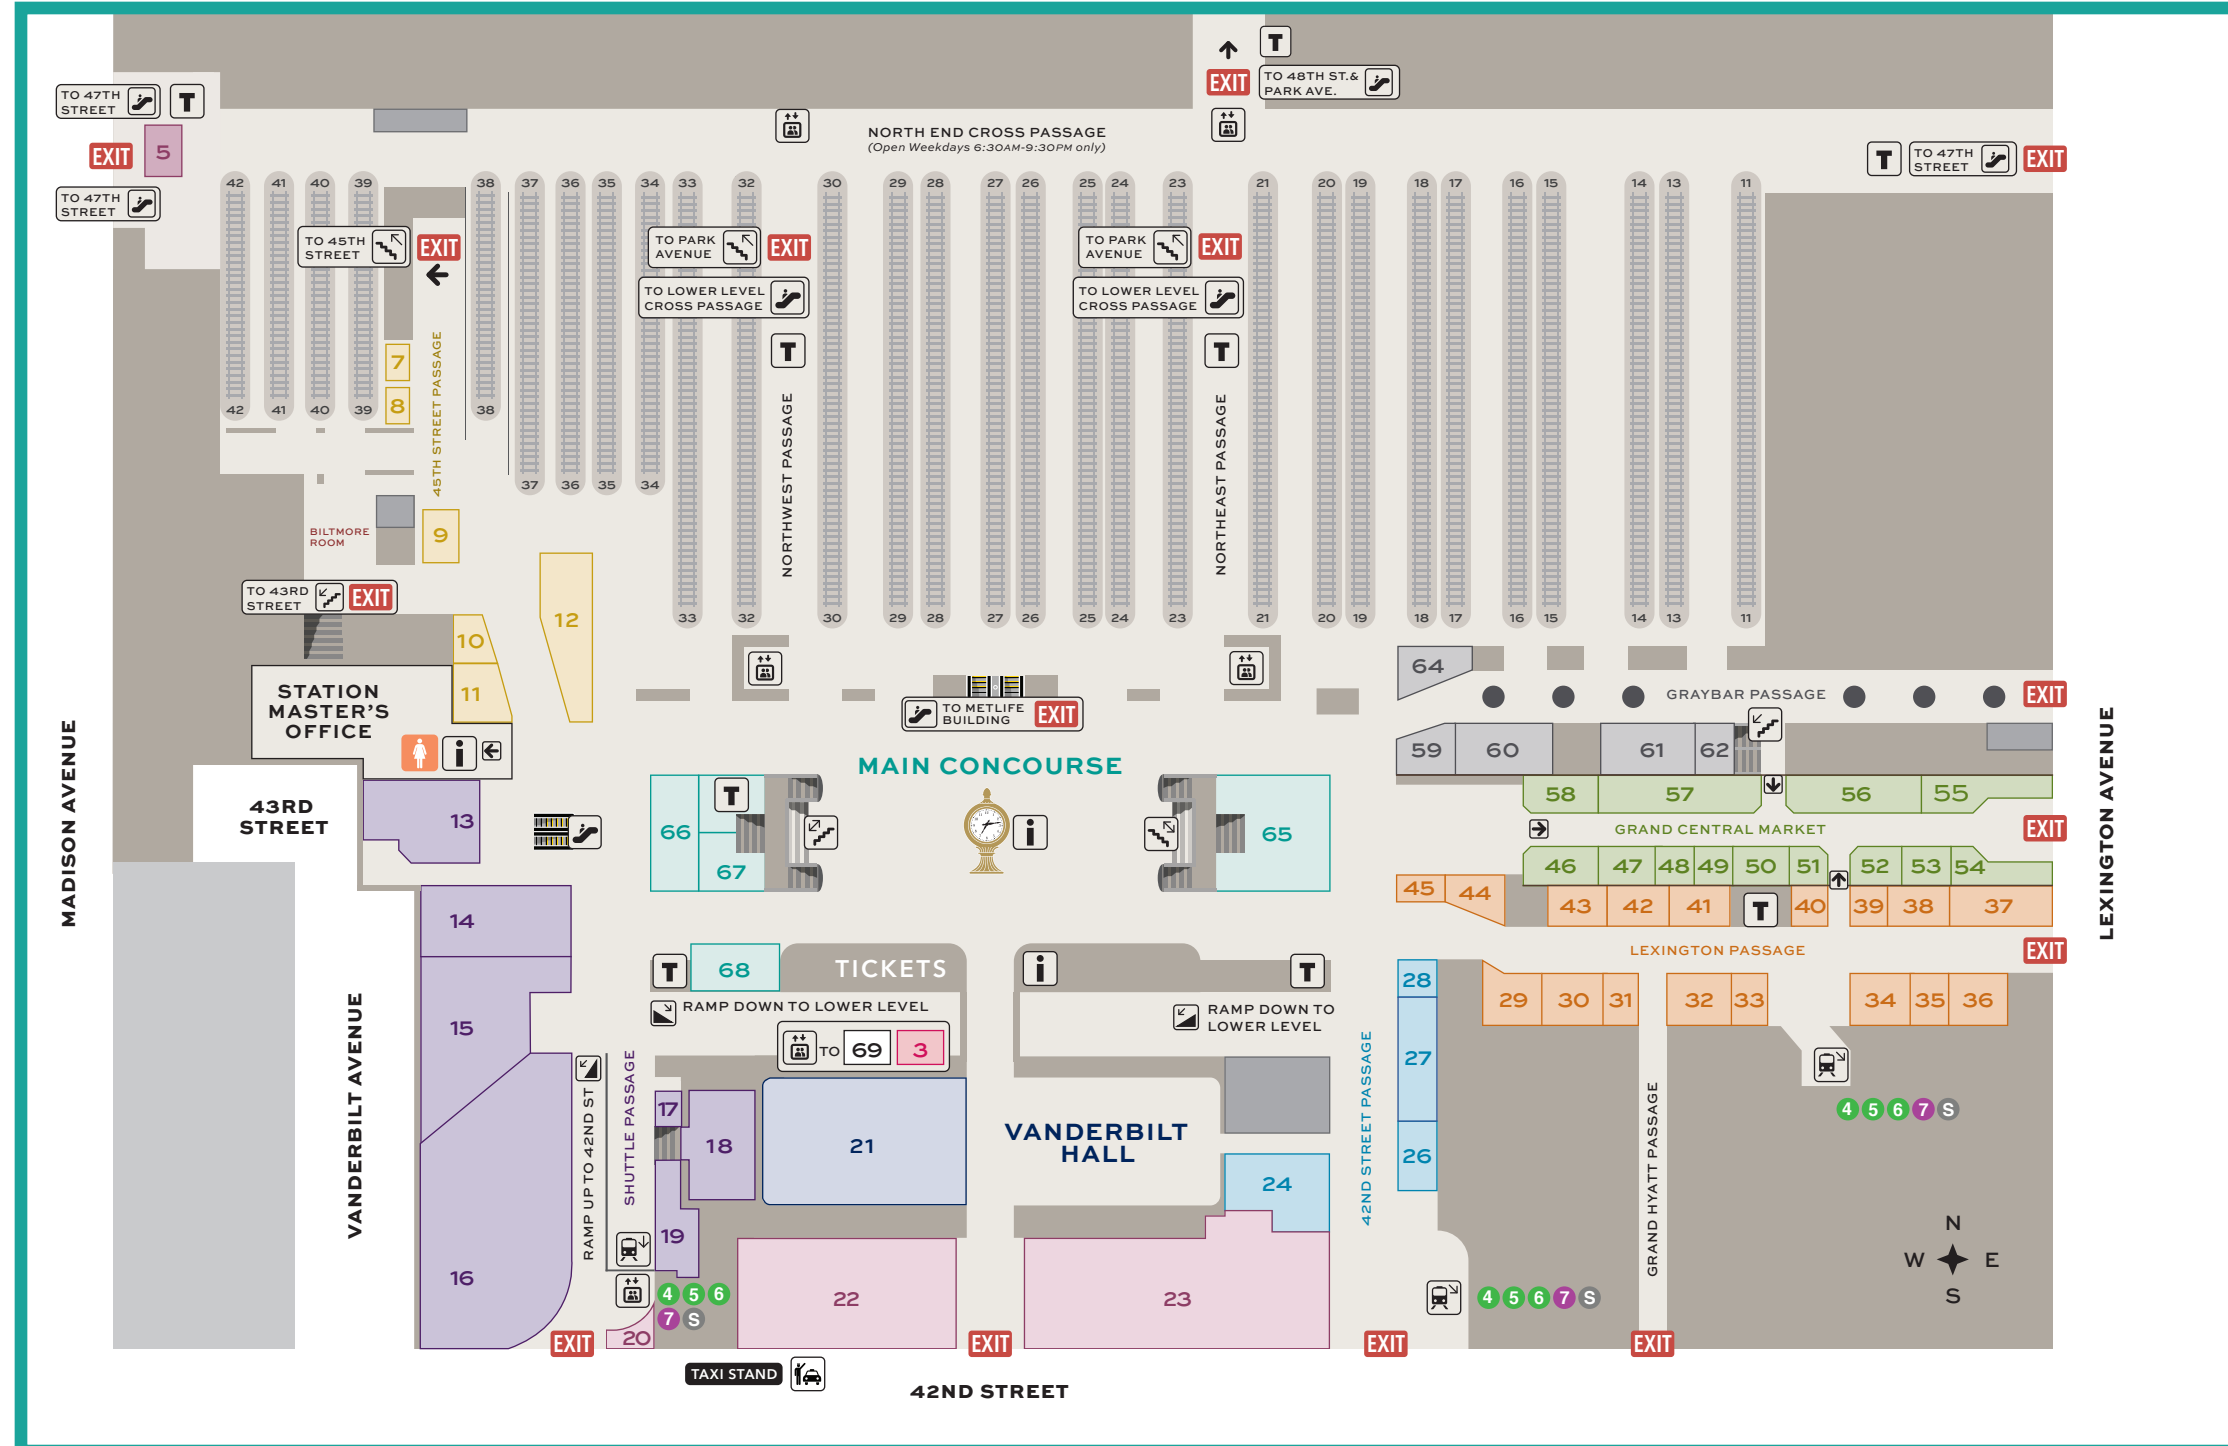 T
EXIT
TO 48TH ST.&
PARK AVE.
TO 47TH
STREET
T
EXIT
5
TO 47TH
STREET
NORTH END CROSS PASSAGE
(Open Weekdays 6:30AM-9:30PM only)
T
TO 47TH
STREET
EXIT
42 41 40 39 38 37 36 35 34 33 32 30 29 28 27 26 25 24 23 21 20 19 18 17 16 15 14 13 11
TO 45TH
STREET
EXIT
TO PARK
AVENUE
EXIT
TO LOWER LEVEL
CROSS PASSAGE
T
TO PARK
AVENUE
EXIT
TO LOWER LEVEL
CROSS PASSAGE
T
7
8
45TH STREET PASSAGE
NORTHWEST PASSAGE
NORTHEAST PASSAGE
42 41 40 39 38
37 36 35 34
BILTMORE
ROOM
9
TO 43RD
STREET
EXIT
33 32 30 29 28 27 26 25 24 23 21 20 19 18 17 16 15 14 13 11
10
12
11
STATION
MASTER'S
OFFICE
i
TO METLIFE
BUILDING
EXIT
64
GRAYBAR PASSAGE
EXIT
59 60 61 62
MAIN CONCOURSE
58 57 56 55
43RD
STREET
13
T
66
67
i
65
GRAND CENTRAL MARKET
EXIT
46 47 48 49 50 51 52 53 54
45 44 43 42 41 T 40 39 38 37
MADISON AVENUE
LEXINGTON AVENUE
14
T
68
TICKETS
i
T
LEXINGTON PASSAGE
EXIT
28
29 30 31 32 33 34 35 36
RAMP DOWN TO LOWER LEVEL
RAMP DOWN TO
LOWER LEVEL
15
TO 69 3
27
VANDERBILT AVENUE
RAMP UP TO 42ND ST
SHUTTLE PASSAGE
17
18
21
VANDERBILT
HALL
42ND STREET PASSAGE
26
24
GRAND HYATT PASSAGE
4 5 6 7 S
19
16
4 5 6
7 S
22
23
4 5 6 7 S
N
W E
S
EXIT
20
EXIT
EXIT
EXIT
TAXI STAND
42ND STREET